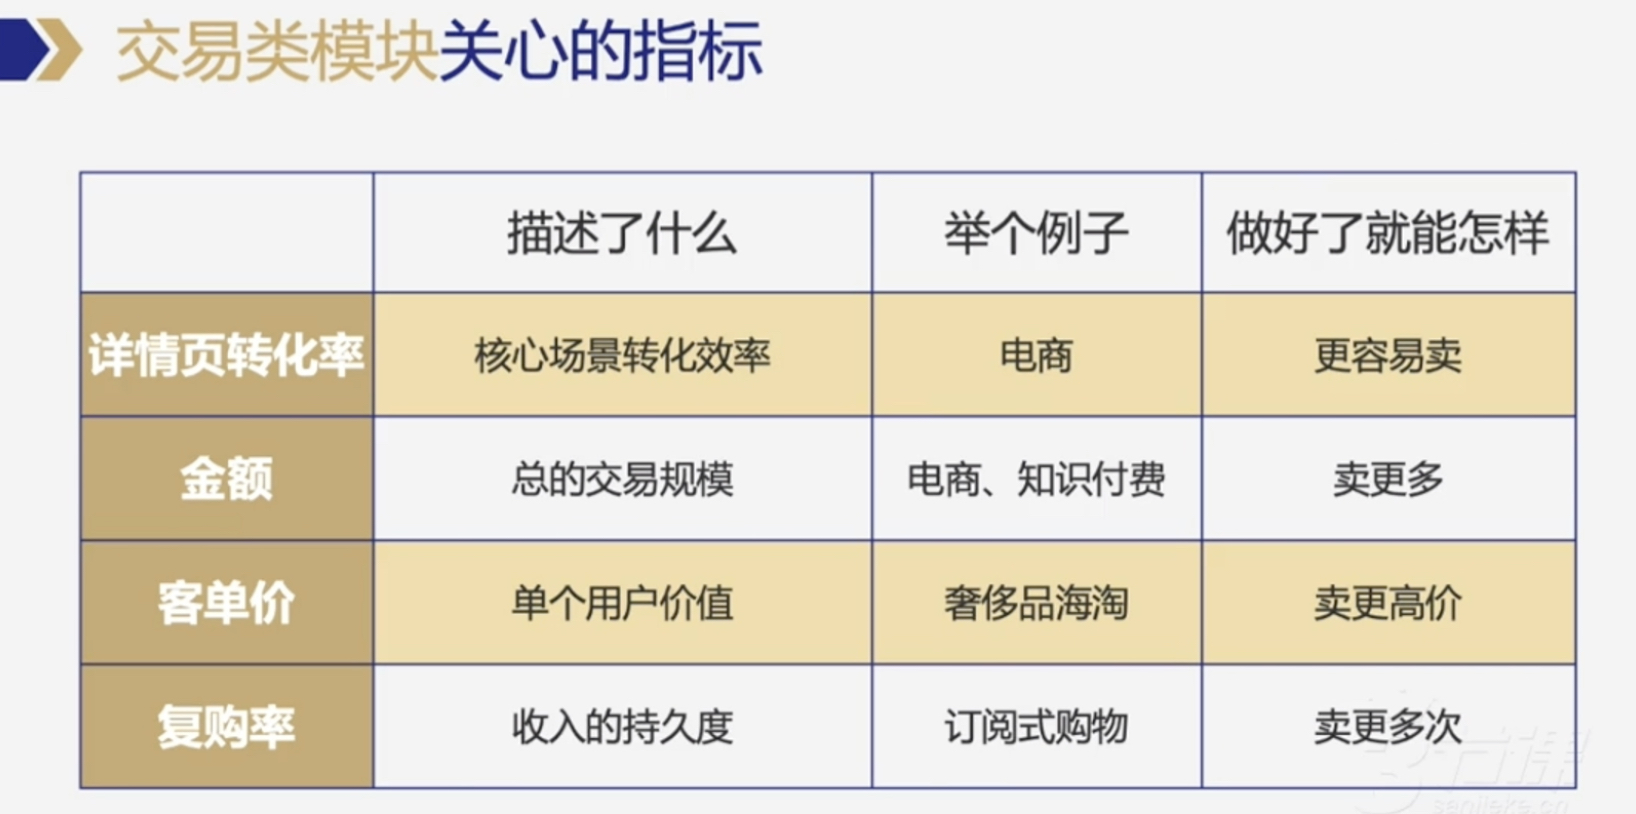 交易类模块关心的指标
描述了什么 举个例子 做好了就能怎样
详情页转化率 核心场景转化效率 电商 更容易卖
金额 总的交易规模 电商、知识付费 卖更多
客单价 单个用户价值 奢侈品海淘 卖更高价
复购率 收入的持久度 订阅式购物 卖更多次
三节课
sanjieke.cn